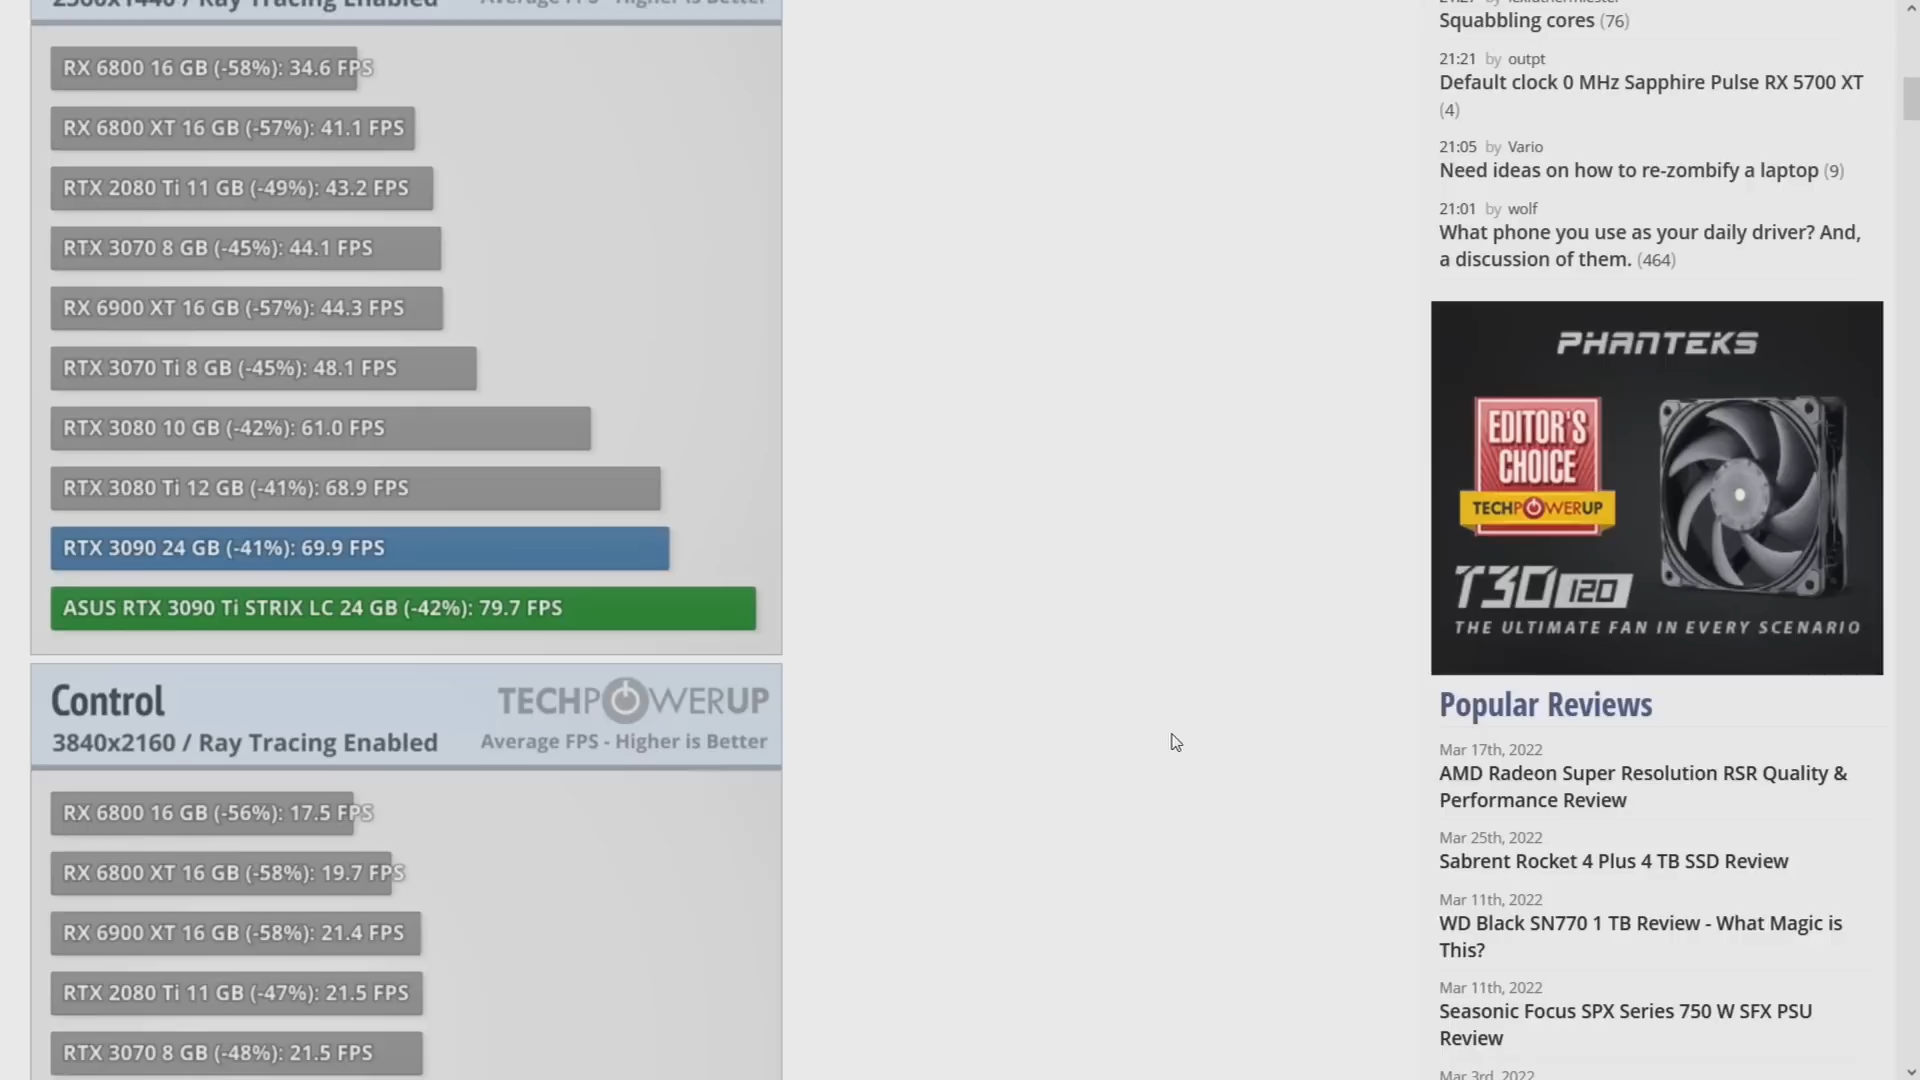 2560x1440 / Ray Tracing Enabled
Average FPS - Higher is Better
RX 6800 16 GB (-58%): 34.6 FPS
RX 6800 XT 16 GB (-57%): 41.1 FPS
RTX 2080 Ti 11 GB (-49%): 43.2 FPS
RTX 3070 8 GB (-45%): 44.1 FPS
RX 6900 XT 16 GB (-57%): 44.3 FPS
RTX 3070 Ti 8 GB (-45%): 48.1 FPS
RTX 3080 10 GB (-42%): 61.0 FPS
RTX 3080 Ti 12 GB (-41%): 68.9 FPS
RTX 3090 24 GB (-41%): 69.9 FPS
ASUS RTX 3090 Ti STRIX LC 24 GB (-42%): 79.7 FPS
Control
TECHPOWERUP
3840x2160 / Ray Tracing Enabled
Average FPS - Higher is Better
RX 6800 16 GB (-56%): 17.5 FPS
RX 6800 XT 16 GB (-58%): 19.7 FPS
RX 6900 XT 16 GB (-58%): 21.4 FPS
RTX 2080 Ti 11 GB (-47%): 21.5 FPS
RTX 3070 8 GB (-48%): 21.5 FPS
21:27 by
Squabbling cores (76)
21:21 by outpt
Default clock 0 MHz Sapphire Pulse RX 5700 XT
(4)
21:05 by Vario
Need ideas on how to re-zombify a laptop (9)
21:01 by wolf
What phone you use as your daily driver? And,
a discussion of them. (464)
PHANTEKS
EDITOR'S
CHOICE
TECHPOWERUP
T30 120
THE ULTIMATE FAN IN EVERY SCENARIO
Popular Reviews
Mar 17th, 2022
AMD Radeon Super Resolution RSR Quality &
Performance Review
Mar 25th, 2022
Sabrent Rocket 4 Plus 4 TB SSD Review
Mar 11th, 2022
WD Black SN770 1 TB Review - What Magic is
This?
Mar 11th, 2022
Seasonic Focus SPX Series 750 W SFX PSU
Review
Mar 3rd, 2022